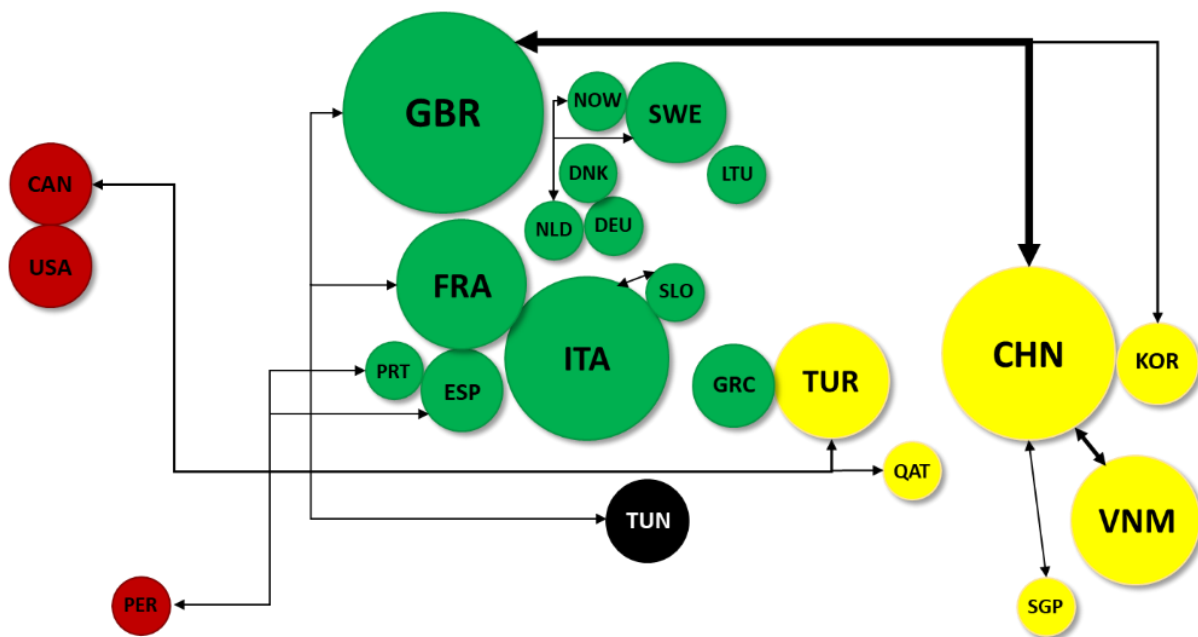 GBR
NOW
SWE
CAN
DNK
LTU
NLD
DEU
USA
FRA
SLO
ITA
CHN
KOR
PRT
ESP
GRC
TUR
QAT
TUN
VNM
PER
SGP